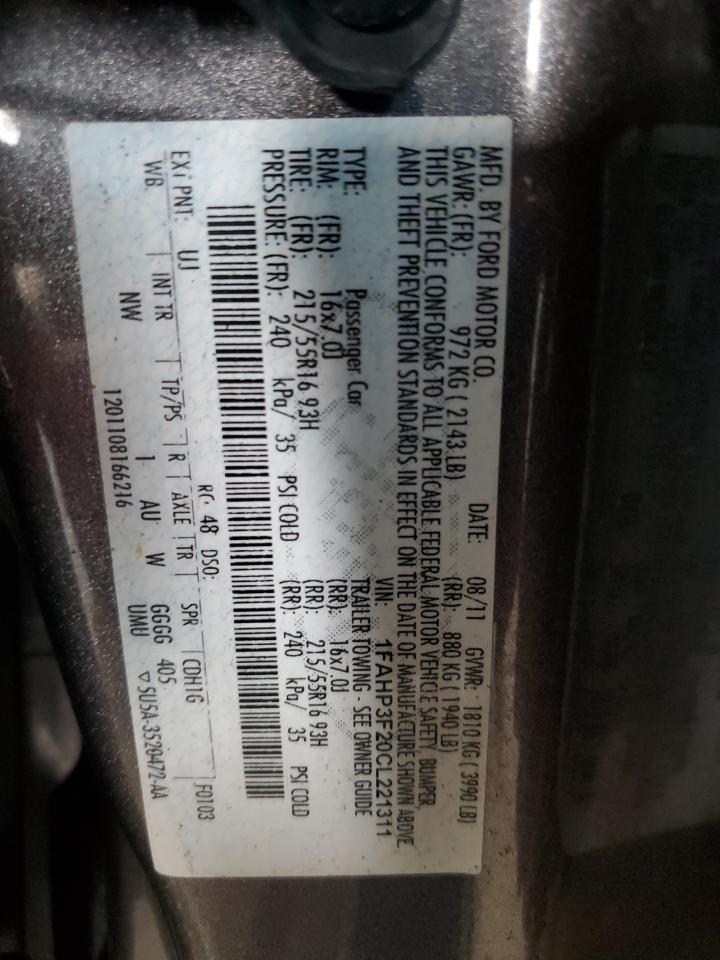 MFD. BY FORD MOTOR CO. DATE: 08/11 GVWR: 1810 KG ( 3990 LB)
GAWR: (FR): 972 KG ( 2143 LB) (RR): 880 KG ( 1940 LB)
THIS VEHICLE CONFORMS TO ALL APPLICABLE FEDERAL MOTOR VEHICLE SAFETY, BUMPER,
AND THEFT PREVENTION STANDARDS IN EFFECT ON THE DATE OF MANUFACTURE SHOWN ABOVE.
VIN: 1FAHP3F20CL221311
TYPE: Passenger Car TRAILER TOWING - SEE OWNER GUIDE
RIM: (FR): 16x7.0J (RR): 16x7.0J
TIRE: (FR): 215/55R16 93H (RR): 215/55R16 93H
PRESSURE: (FR): 240 kPa/ 35 PSI COLD (RR): 240 kPa/ 35 PSI COLD
F0103
EXT PNT: UJ RC: 48 DSO:
WB INT TR TP/PS R AXLE TR SPR CDH1G
NW 1 AU W GGGG 405
UMU
1201108166216 ▽SU5A-3520472-AA